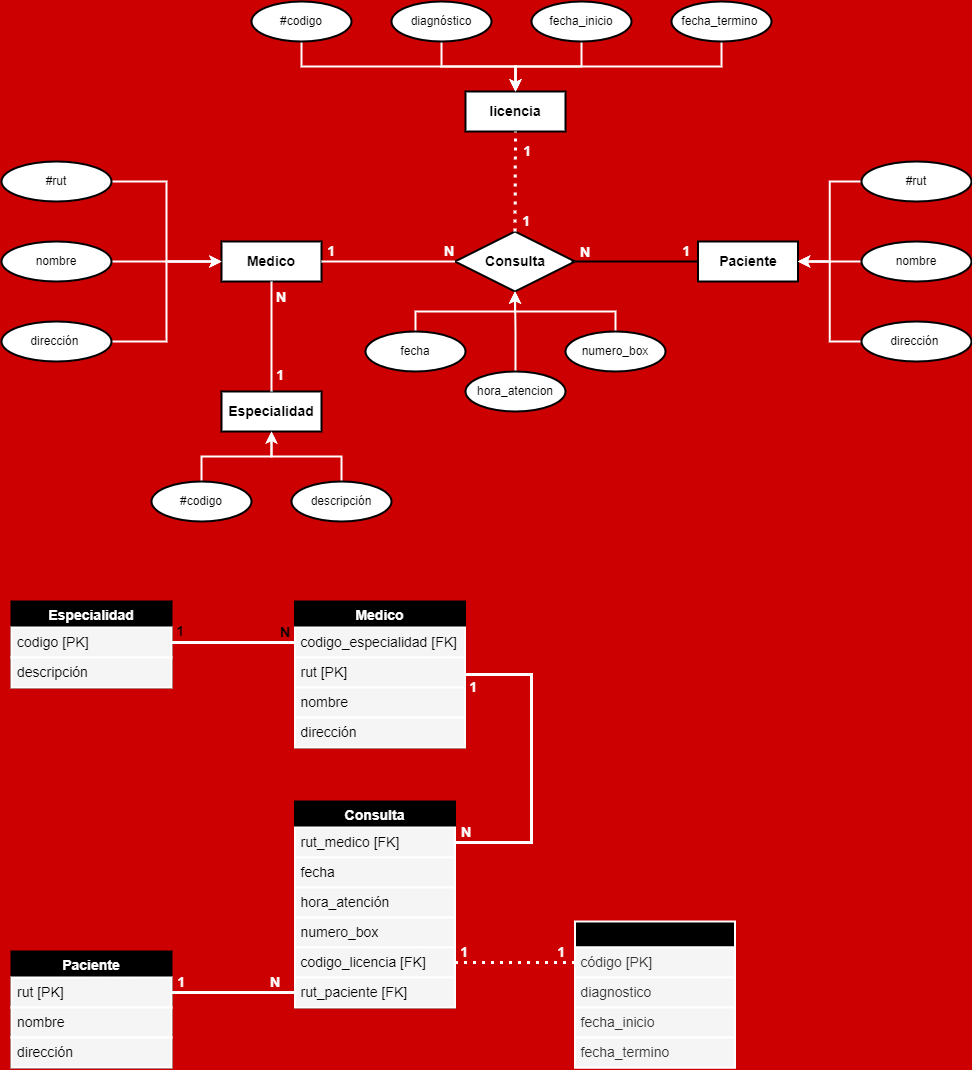 #codigo
diagnóstico
fecha_inicio
fecha_termino
licencia
1
1
#rut
nombre
dirección
Medico
1
N
Consulta
N
1
Paciente
#rut
nombre
dirección
N
1
fecha
hora_atencion
numero_box
Especialidad
#codigo
descripción
Especialidad
codigo [PK]
descripción
1
N
Medico
codigo_especialidad [FK]
rut [PK]
nombre
dirección
1
N
Consulta
rut_medico [FK]
fecha
hora_atención
numero_box
codigo_licencia [FK]
rut_paciente [FK]
1
1
Paciente
rut [PK]
nombre
dirección
1
N
código [PK]
diagnostico
fecha_inicio
fecha_termino